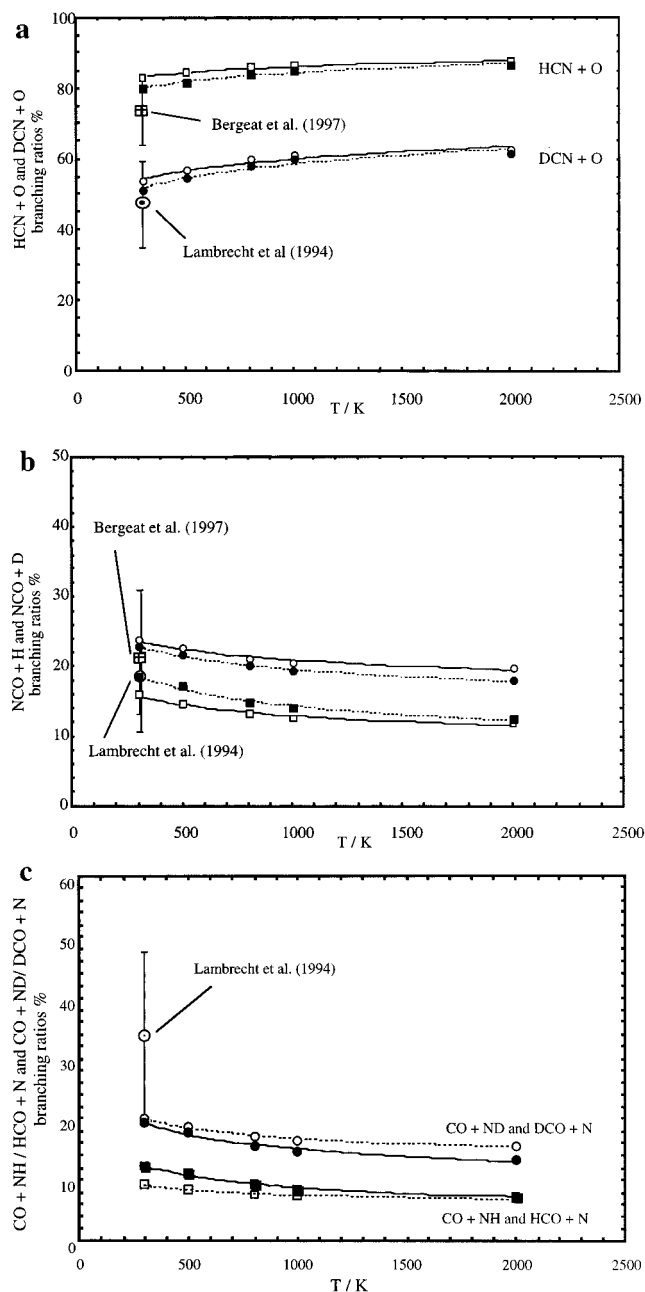 a
100
80
60
40
20
0
HCN + O and DCN + O
branching ratios %
HCN + O
Bergeat et al. (1997)
DCN + O
Lambrecht et al (1994)
0 500 1000 1500 2000 2500
T / K
b
50
40
30
20
10
0
NCO + H and NCO + D
branching ratios %
Bergeat et al. (1997)
Lambrecht et al. (1994)
0 500 1000 1500 2000 2500
T / K
c
60
50
40
30
20
10
0
CO + NH / HCO + N and CO + ND/ DCO + N
branching ratios %
Lambrecht et al. (1994)
CO + ND and DCO + N
CO + NH and HCO + N
0 500 1000 1500 2000 2500
T / K